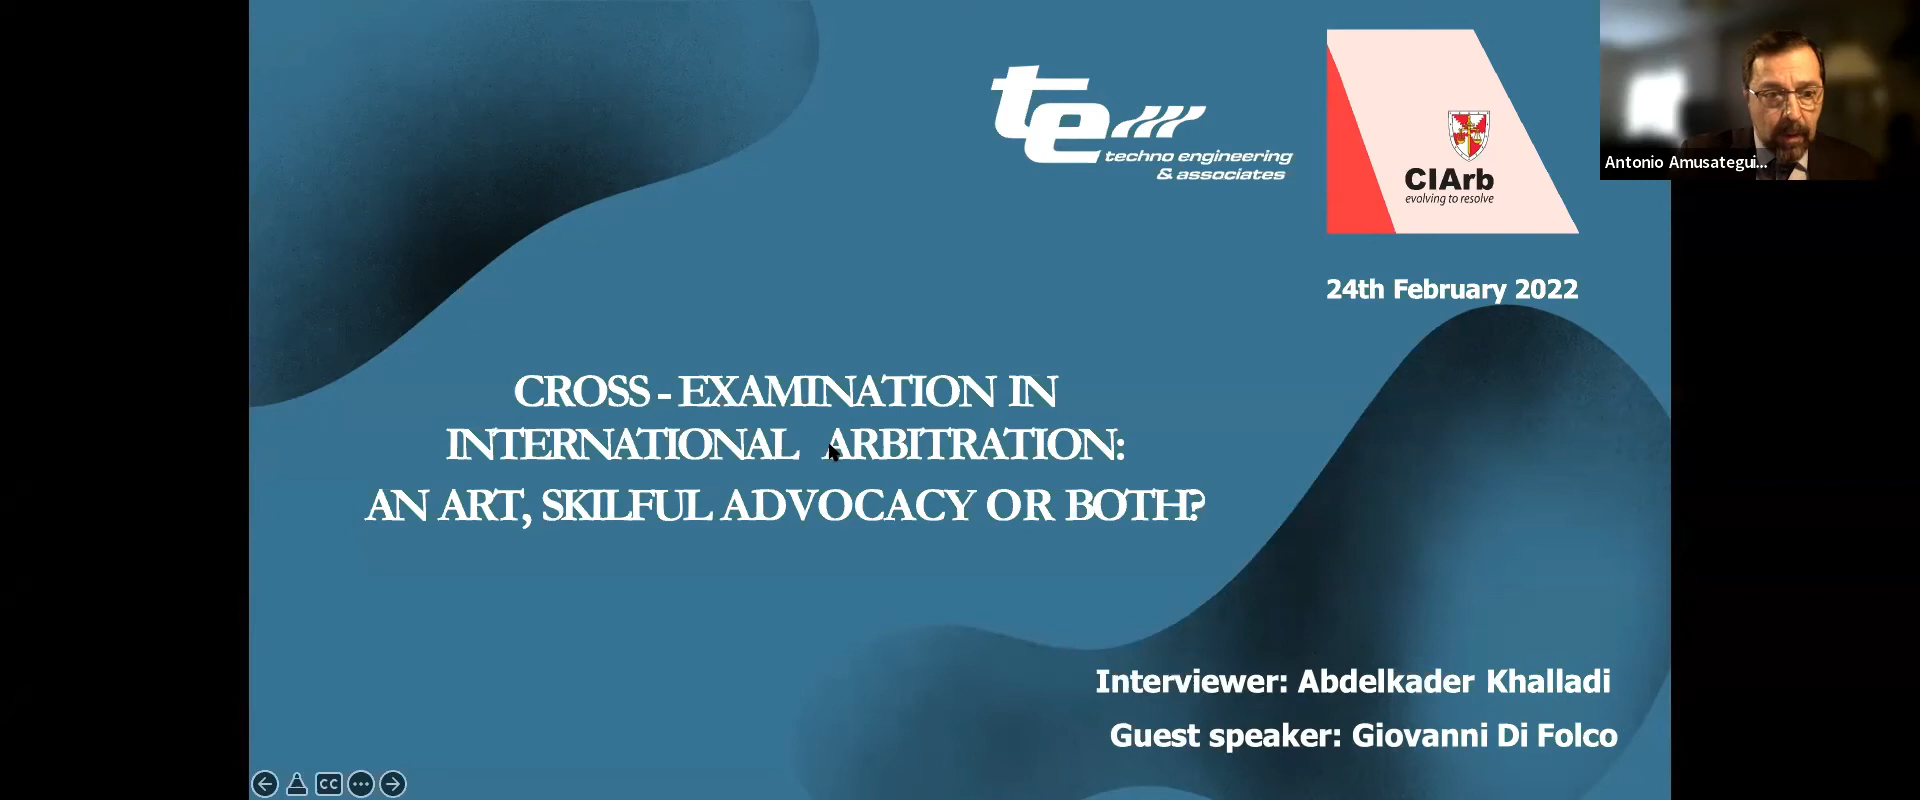 te
techno engineering
& associates
CIArb
evolving to resolve
Antonio Amusategui...
24th February 2022
CROSS - EXAMINATION IN
INTERNATIONAL ARBITRATION:
AN ART, SKILFUL ADVOCACY OR BOTH?
Interviewer: Abdelkader Khalladi
Guest speaker: Giovanni Di Folco
CC